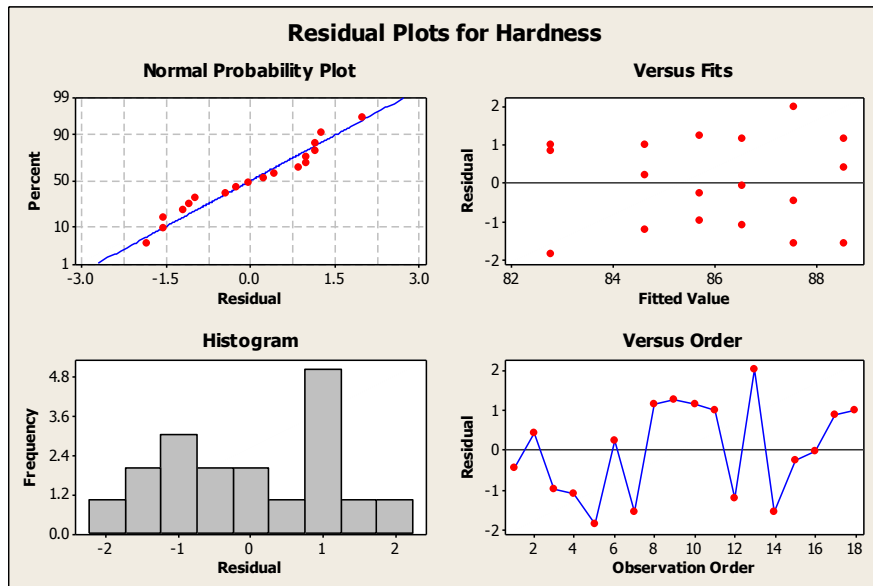 Residual Plots for Hardness
Normal Probability Plot
99
90
50
10
1
Percent
-3.0 -1.5 0.0 1.5 3.0
Residual
Versus Fits
2
1
0
-1
-2
Residual
82 84 86 88
Fitted Value
Histogram
4.8
3.6
2.4
1.2
0.0
Frequency
-2 -1 0 1 2
Residual
Versus Order
2
1
0
-1
-2
Residual
2 4 6 8 10 12 14 16 18
Observation Order